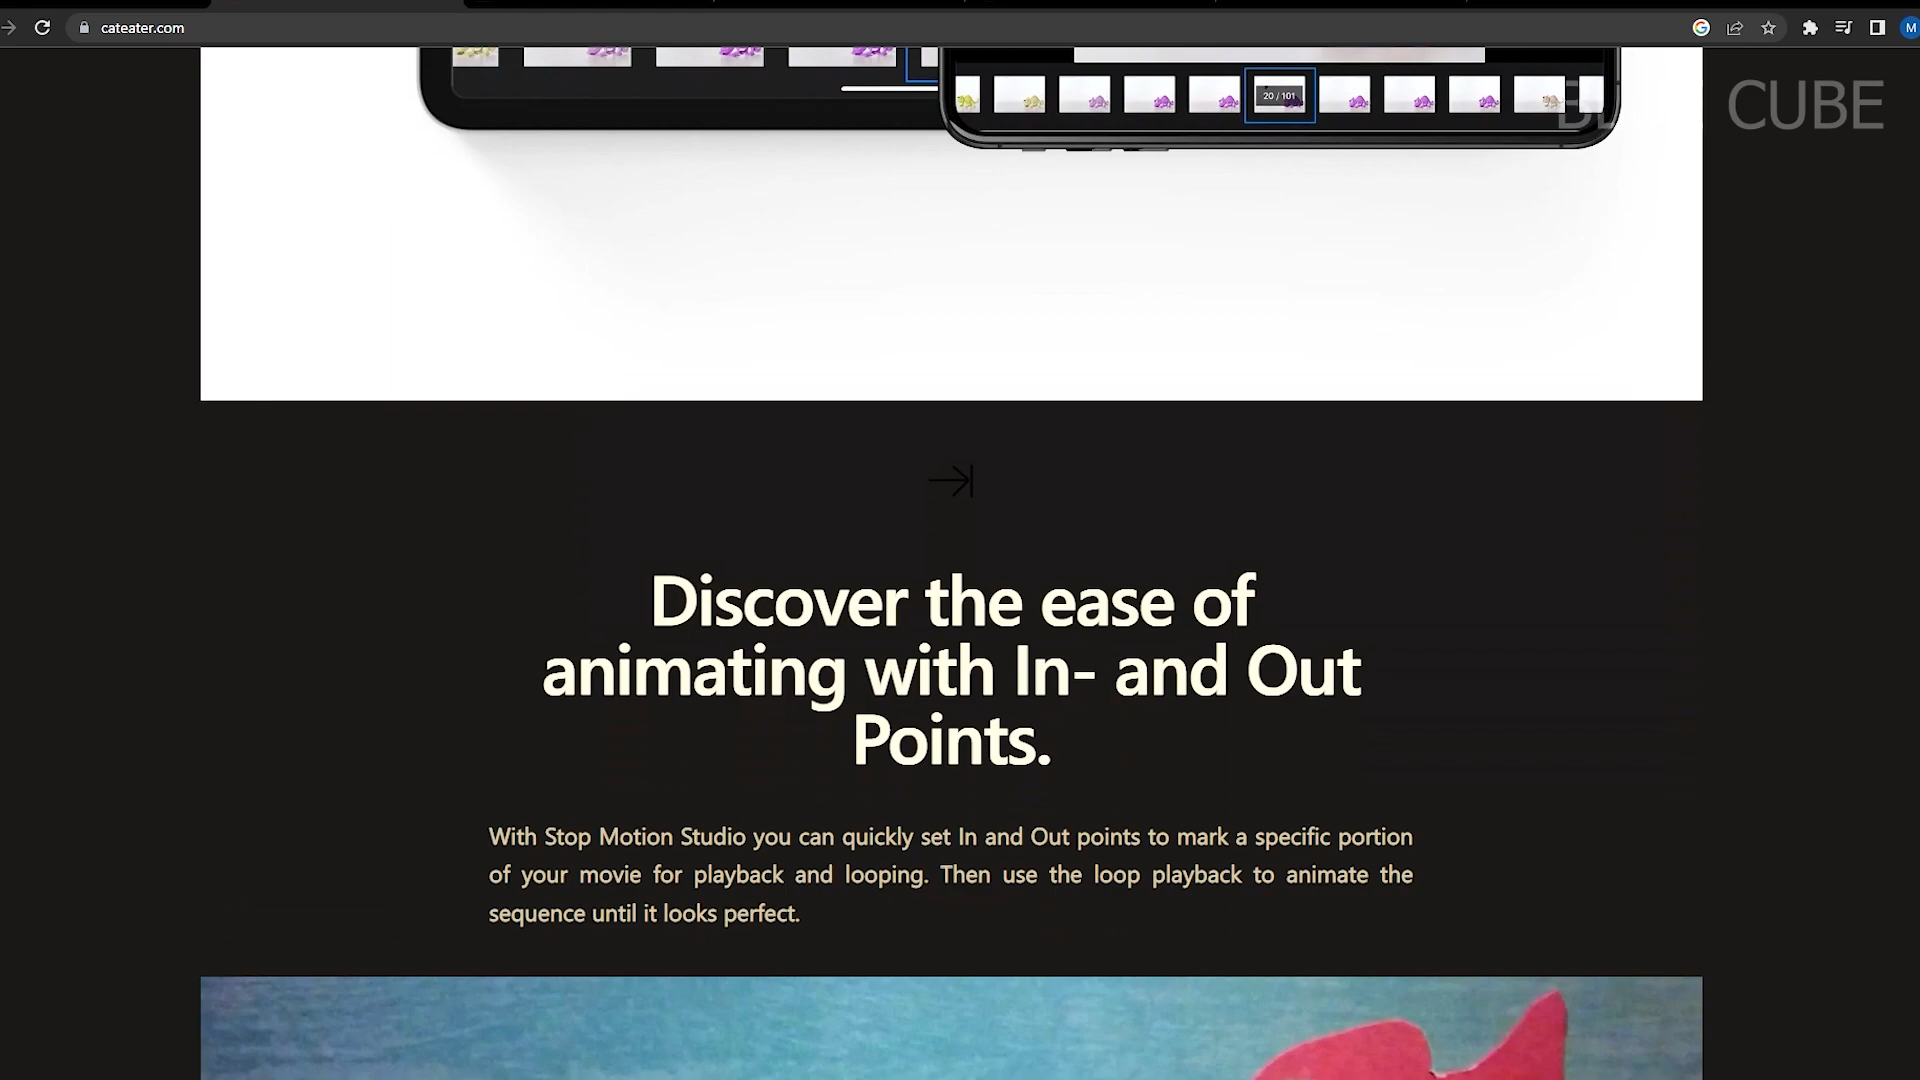 cateater.com
M
20 / 101
CUBE
Discover the ease of
animating with In- and Out
Points.
With Stop Motion Studio you can quickly set In and Out points to mark a specific portion
of your movie for playback and looping. Then use the loop playback to animate the
sequence until it looks perfect.